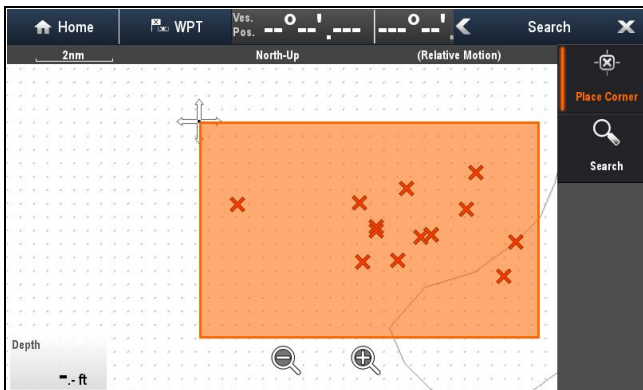 Home
WPT
Ves.
Pos.
--°--'.--- ---°--'.
Search
2nm
North-Up
(Relative Motion)
Place Corner
Search
Depth
-.- ft